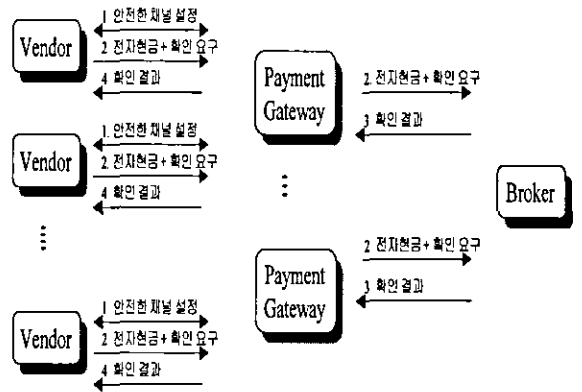 Vendor
1 안전한 채널 설정
2 전자현금 + 확인 요구
4 확인 결과
Payment
Gateway
2. 전자현금 + 확인 요구
3 확인 결과
Vendor
1. 안전한 채널 설정
2 전자현금 + 확인 요구
4 확인 결과
Broker
Payment
Gateway
2 전자현금 + 확인 요구
3 확인 결과
Vendor
1 안전한 채널 설정
2 전자현금 + 확인 요구
4 확인 결과